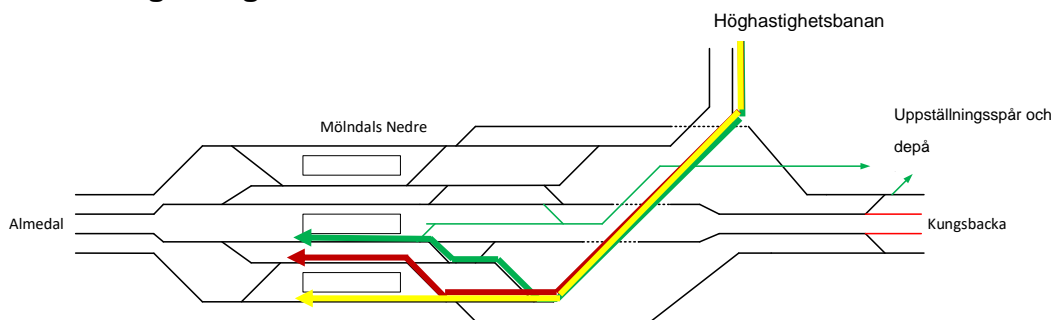 Höghastighetsbanan
Mölndals Nedre
Uppställningsspår och
depå
Almedal
Kungsbacka